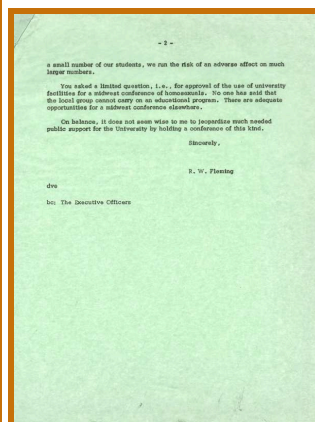 - 2 -
a small number of our students, we run the risk of an adverse effect on much
larger numbers.
You asked a limited question, i.e., for approval of the use of university
facilities for a midwest conference of homosexuals. No one has said that
the local group cannot carry on an educational program. There are adequate
opportunities for a midwest conference elsewhere.
On balance, it does not seem wise to me to jeopardize much needed
public support for the University by holding a conference of this kind.
Sincerely,
R. W. Fleming
dvs
bc: The Executive Officers